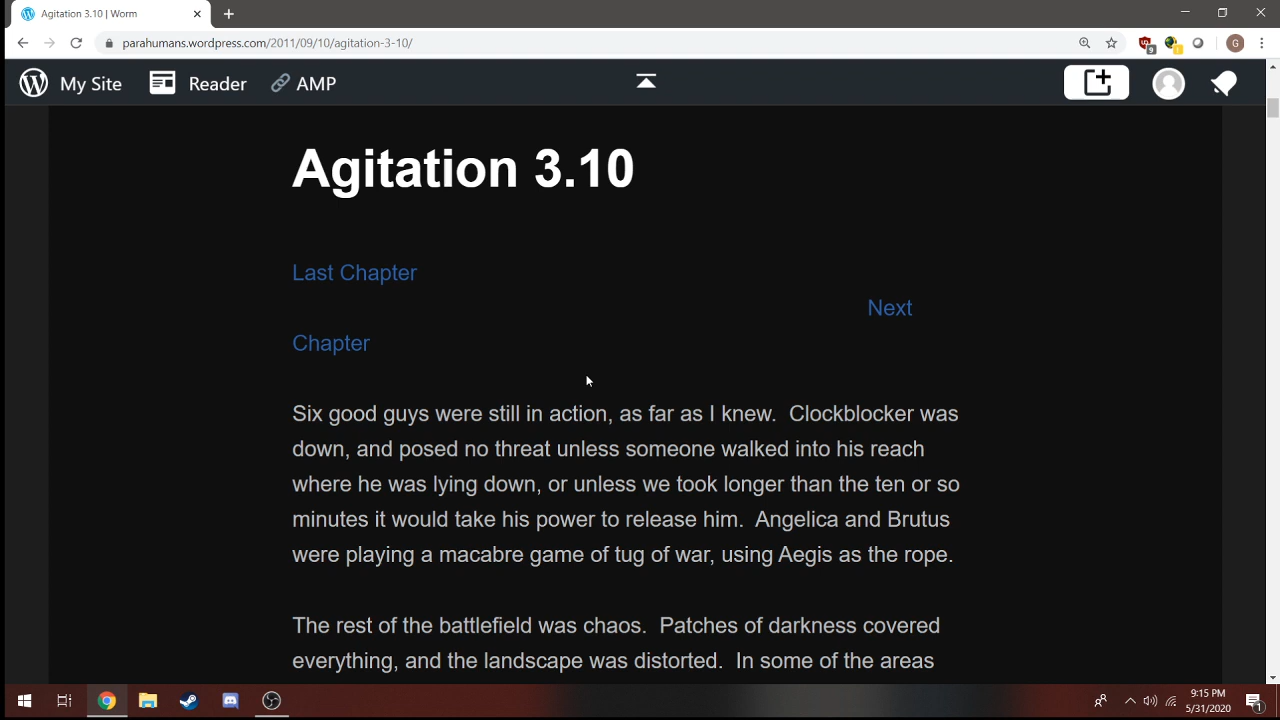 Agitation 3.10 | Worm
parahumans.wordpress.com/2011/09/10/agitation-3-10/
9
G
My Site
Reader
AMP
Agitation 3.10
Last Chapter
Next
Chapter
Six good guys were still in action, as far as I knew.  Clockblocker was
down, and posed no threat unless someone walked into his reach
where he was lying down, or unless we took longer than the ten or so
minutes it would take his power to release him.  Angelica and Brutus
were playing a macabre game of tug of war, using Aegis as the rope.
The rest of the battlefield was chaos.  Patches of darkness covered
everything, and the landscape was distorted.  In some of the areas
9:15 PM
5/31/2020
1